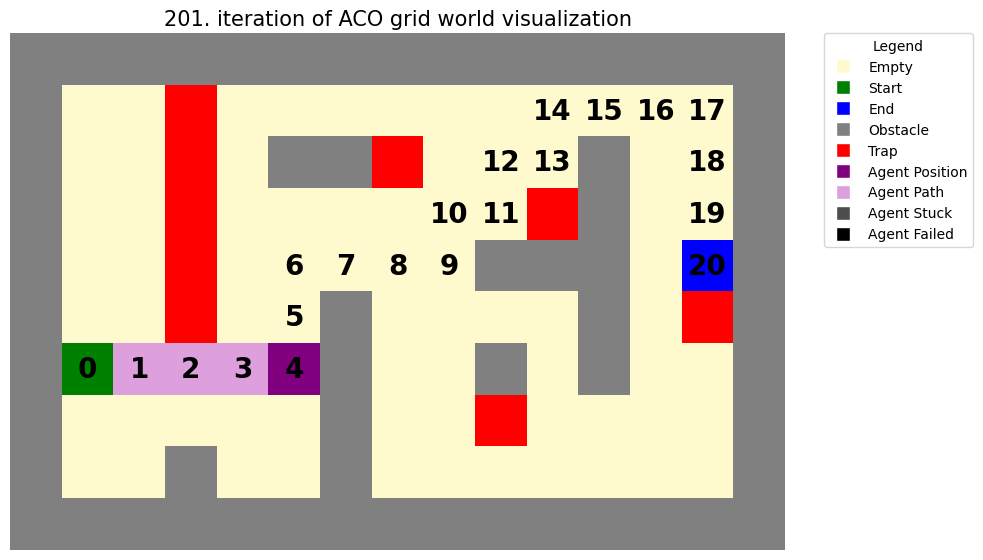 201. iteration of ACO grid world visualization
14 15 16 17
12 13 18
10 11 19
6 7 8 9 20
5
0 1 2 3 4
Legend
Empty
Start
End
Obstacle
Trap
Agent Position
Agent Path
Agent Stuck
Agent Failed